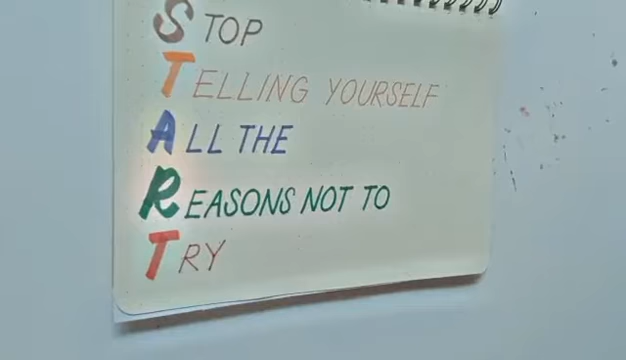 STOP
TELLING YOURSELF
ALL THE
REASONS NOT TO
TRY